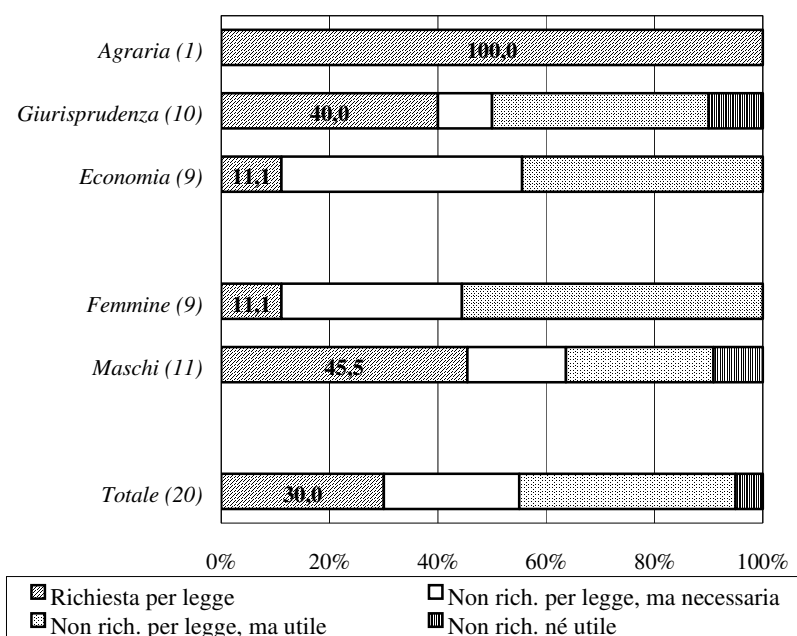 Agraria (1)
100,0
Giurisprudenza (10)
40,0
Economia (9)
11,1
Femmine (9)
11,1
Maschi (11)
45,5
Totale (20)
30,0
0% 20% 40% 60% 80% 100%
Richiesta per legge
Non rich. per legge, ma necessaria
Non rich. per legge, ma utile
Non rich. né utile